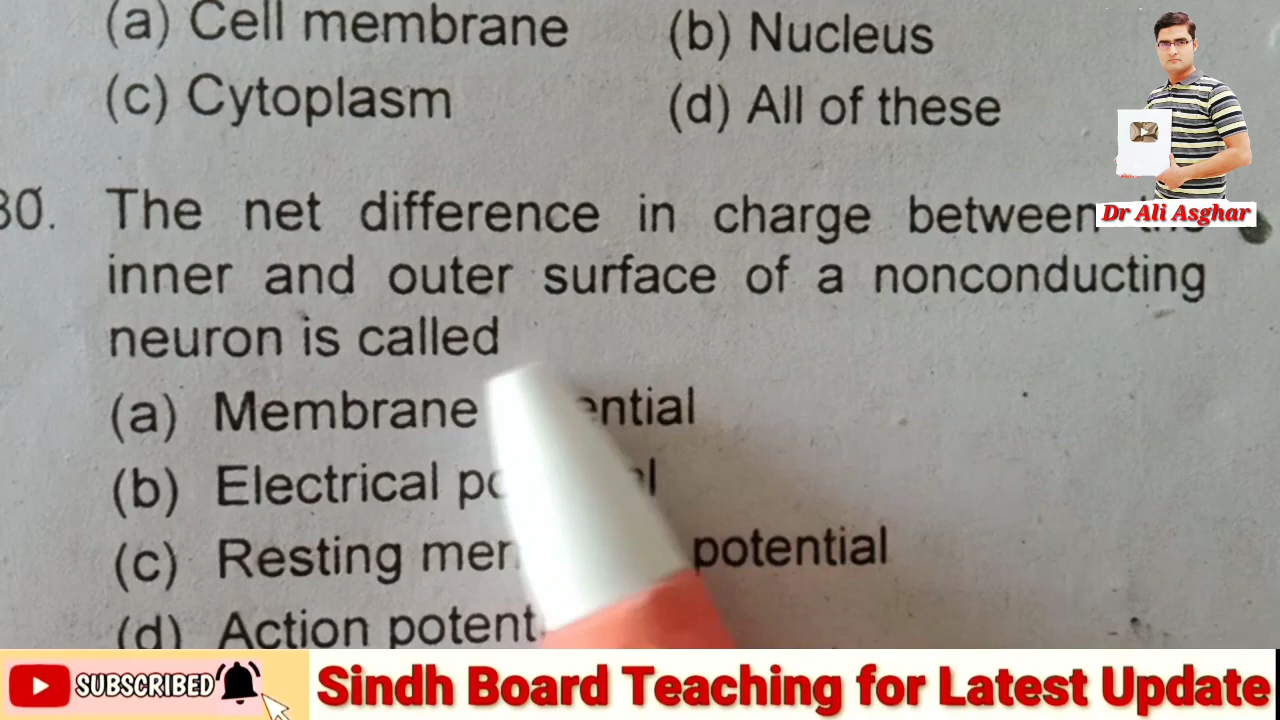 (a) Cell membrane (b) Nucleus
(c) Cytoplasm (d) All of these
30. The net difference in charge between the
Dr Ali Asghar
inner and outer surface of a nonconducting
neuron is called
(a) Membrane
(b) Electrical
(c) Resting potential
(d) Action
SUBSCRIBED Sindh Board Teaching for Latest Update